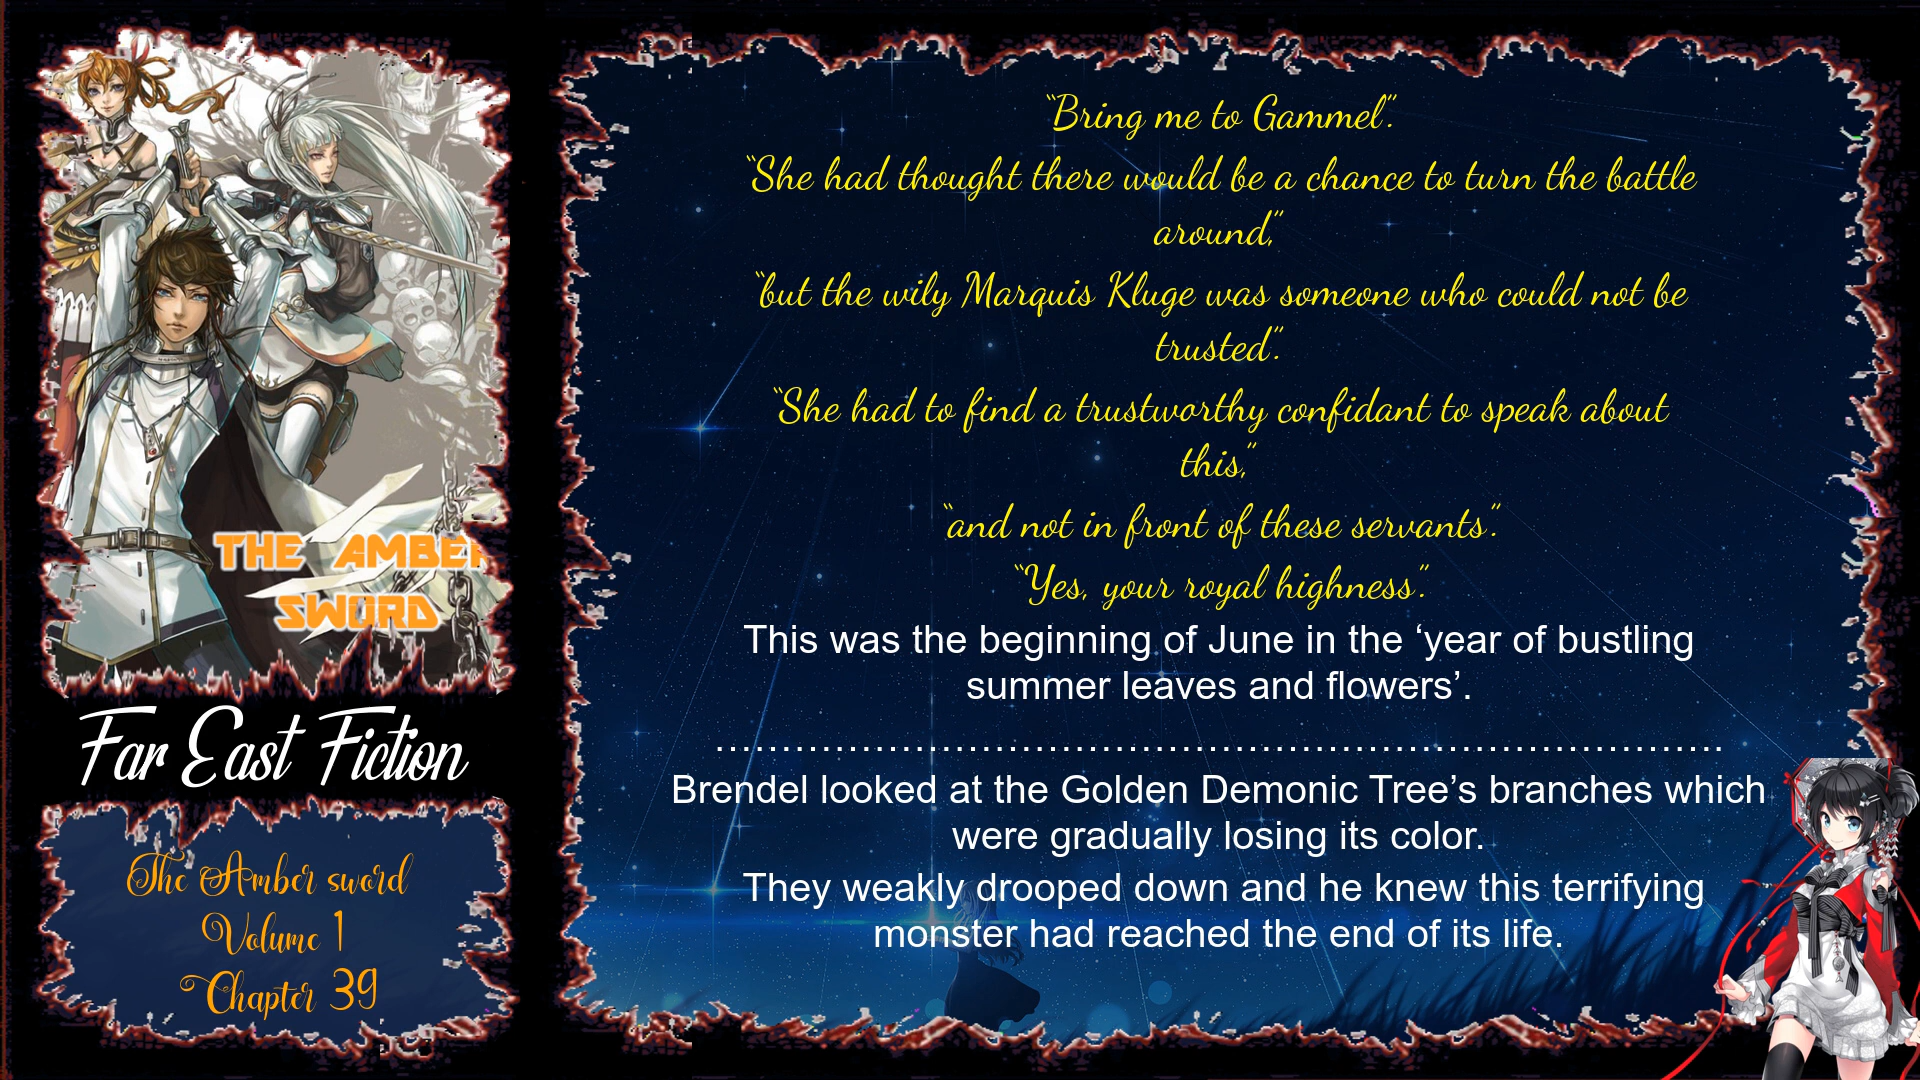 THE AMBER
SWORD
Far East Fiction
The Amber sword
Volume 1
Chapter 39
“Bring me to Gammel”.
“She had thought there would be a chance to turn the battle
around,”
“but the wily Marquis Kluge was someone who could not be
trusted”.
“She had to find a trustworthy confidant to speak about
this,”
“and not in front of these servants”.
“Yes, your royal highness”.
This was the beginning of June in the ‘year of bustling
summer leaves and flowers’.
............................................................................
Brendel looked at the Golden Demonic Tree’s branches which
were gradually losing its color.
They weakly drooped down and he knew this terrifying
monster had reached the end of its life.